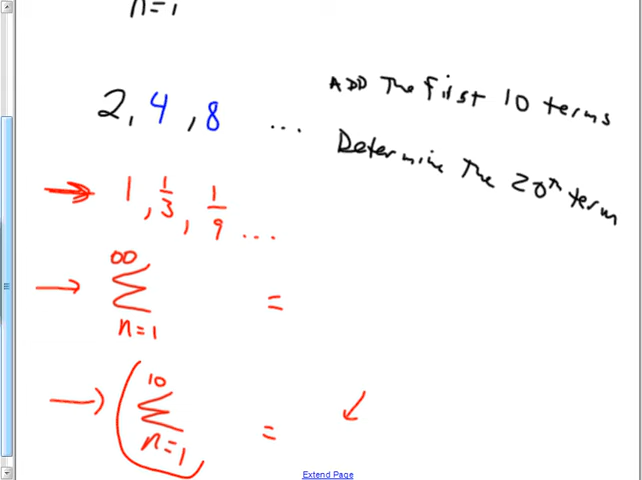 n=1
ADD The First 10 terms
2, 4, 8 ...
Determine The 20th term
→ 1, 1/3, 1/9 ...
→ ∞ Σ n=1 =
→ ( 10 Σ n=1 =
Extend Page